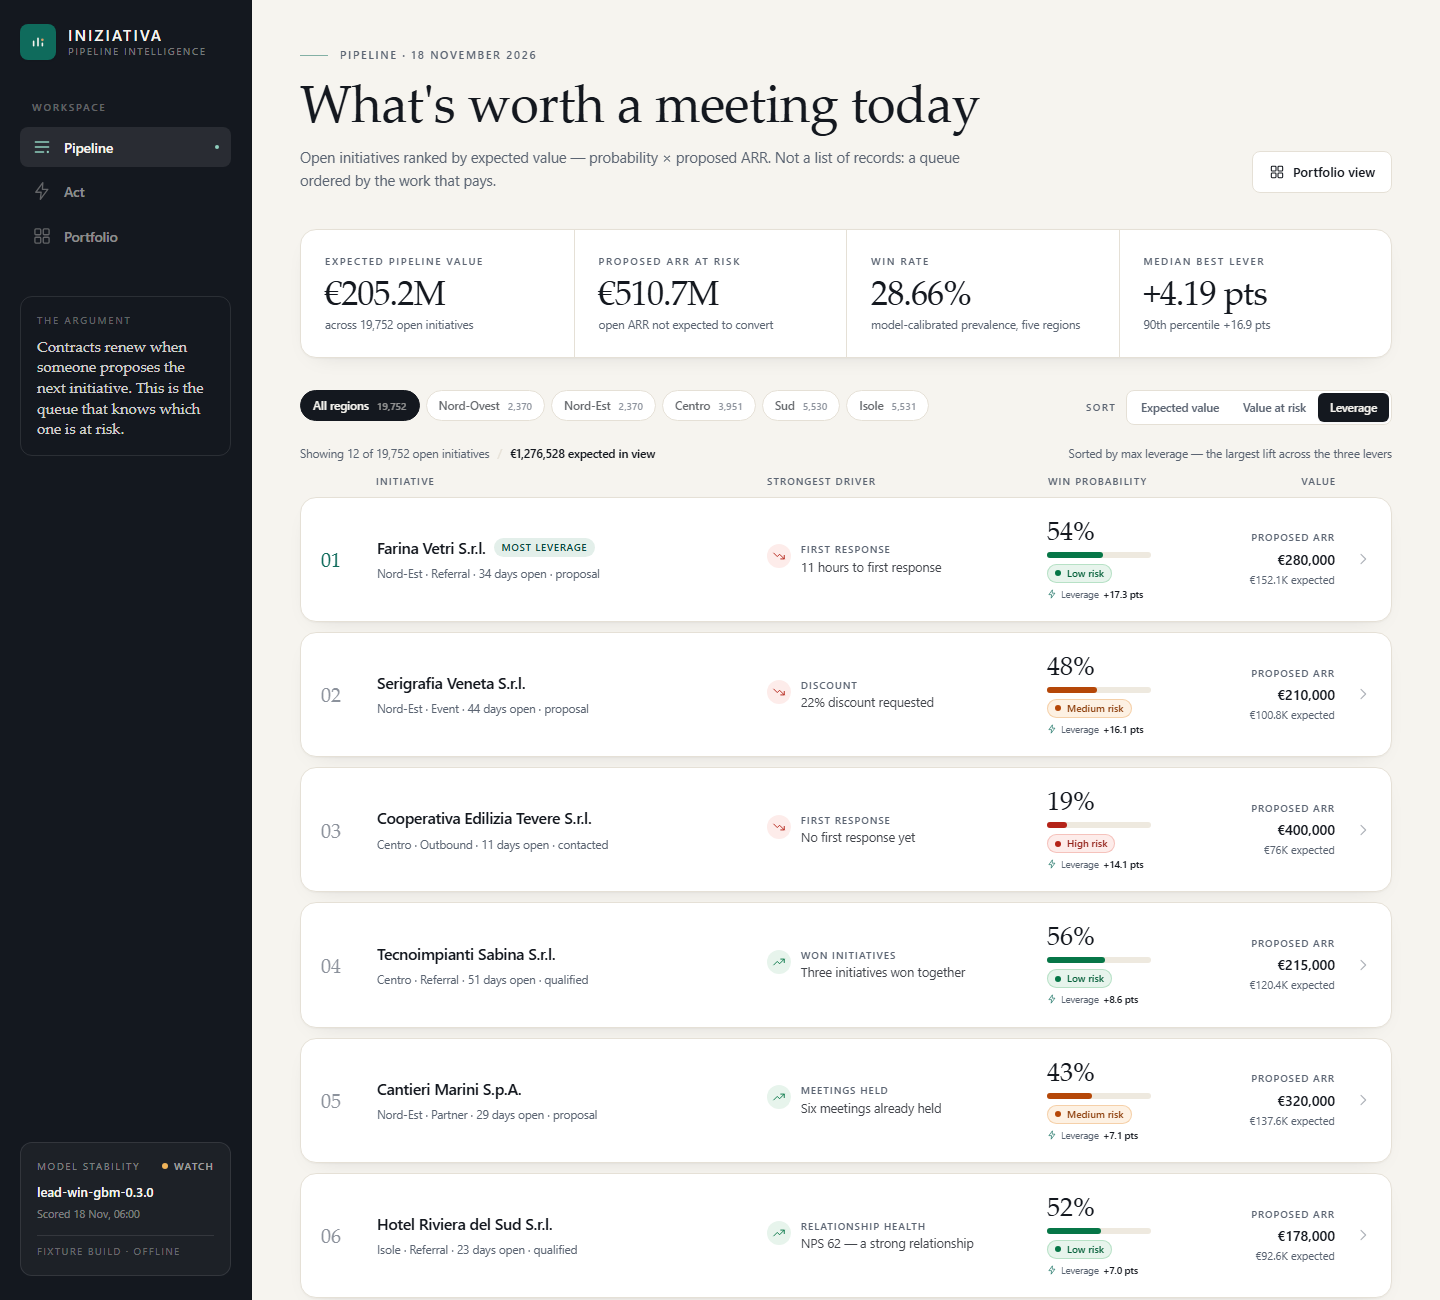 INIZIATIVA
PIPELINE INTELLIGENCE
WORKSPACE
Pipeline
Act
Portfolio
THE ARGUMENT
Contracts renew when
someone proposes the
next initiative. This is the
queue that knows which
one is at risk.
MODEL STABILITY WATCH
lead-win-gbm-0.3.0
Scored 18 Nov, 06:00
FIXTURE BUILD · OFFLINE
PIPELINE · 18 NOVEMBER 2026
What's worth a meeting today
Open initiatives ranked by expected value — probability × proposed ARR. Not a list of records: a queue
ordered by the work that pays.
Portfolio view
EXPECTED PIPELINE VALUE
€205.2M
across 19,752 open initiatives
PROPOSED ARR AT RISK
€510.7M
open ARR not expected to convert
WIN RATE
28.66%
model-calibrated prevalence, five regions
MEDIAN BEST LEVER
+4.19 pts
90th percentile +16.9 pts
All regions 19,752 Nord-Ovest 2,370 Nord-Est 2,370 Centro 3,951 Sud 5,530 Isole 5,531
SORT Expected value Value at risk Leverage
Showing 12 of 19,752 open initiatives / €1,276,528 expected in view
Sorted by max leverage — the largest lift across the three levers
INITIATIVE STRONGEST DRIVER WIN PROBABILITY VALUE
01
Farina Vetri S.r.l. MOST LEVERAGE
Nord-Est · Referral · 34 days open · proposal
FIRST RESPONSE
11 hours to first response
54%
Low risk
Leverage +17.3 pts
PROPOSED ARR
€280,000
€152.1K expected
02
Serigrafia Veneta S.r.l.
Nord-Est · Event · 44 days open · proposal
DISCOUNT
22% discount requested
48%
Medium risk
Leverage +16.1 pts
PROPOSED ARR
€210,000
€100.8K expected
03
Cooperativa Edilizia Tevere S.r.l.
Centro · Outbound · 11 days open · contacted
FIRST RESPONSE
No first response yet
19%
High risk
Leverage +14.1 pts
PROPOSED ARR
€400,000
€76K expected
04
Tecnoimpianti Sabina S.r.l.
Centro · Referral · 51 days open · qualified
WON INITIATIVES
Three initiatives won together
56%
Low risk
Leverage +8.6 pts
PROPOSED ARR
€215,000
€120.4K expected
05
Cantieri Marini S.p.A.
Nord-Est · Partner · 29 days open · proposal
MEETINGS HELD
Six meetings already held
43%
Medium risk
Leverage +7.1 pts
PROPOSED ARR
€320,000
€137.6K expected
06
Hotel Riviera del Sud S.r.l.
Isole · Referral · 23 days open · qualified
RELATIONSHIP HEALTH
NPS 62 — a strong relationship
52%
Low risk
Leverage +7.0 pts
PROPOSED ARR
€178,000
€92.6K expected